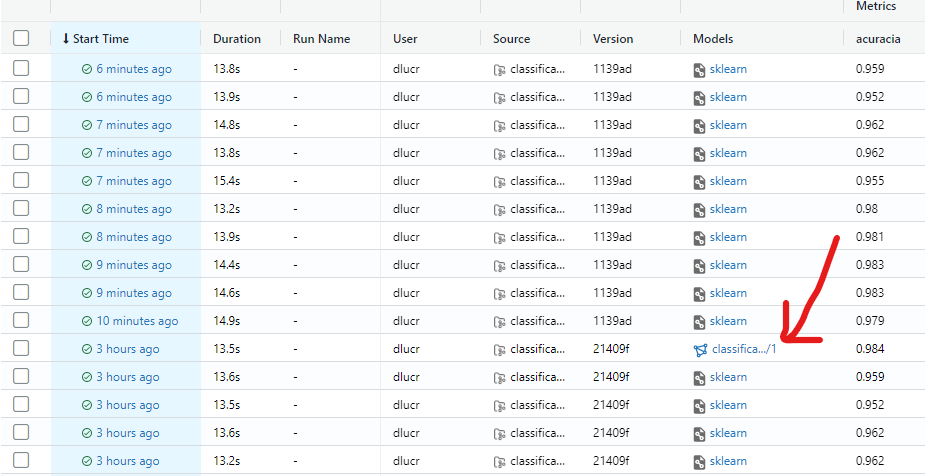 Metrics
↓ Start Time Duration Run Name User Source Version Models acuracia
6 minutes ago 13.8s - dlucr classifica... 1139ad sklearn 0.959
6 minutes ago 13.9s - dlucr classifica... 1139ad sklearn 0.952
7 minutes ago 14.8s - dlucr classifica... 1139ad sklearn 0.962
7 minutes ago 13.8s - dlucr classifica... 1139ad sklearn 0.962
7 minutes ago 15.4s - dlucr classifica... 1139ad sklearn 0.955
8 minutes ago 13.2s - dlucr classifica... 1139ad sklearn 0.98
8 minutes ago 13.9s - dlucr classifica... 1139ad sklearn 0.981
9 minutes ago 14.4s - dlucr classifica... 1139ad sklearn 0.983
9 minutes ago 14.6s - dlucr classifica... 1139ad sklearn 0.983
10 minutes ago 14.9s - dlucr classifica... 1139ad sklearn 0.979
3 hours ago 13.5s - dlucr classifica... 21409f classifica.../1 0.984
3 hours ago 13.6s - dlucr classifica... 21409f sklearn 0.959
3 hours ago 13.5s - dlucr classifica... 21409f sklearn 0.952
3 hours ago 13.6s - dlucr classifica... 21409f sklearn 0.962
3 hours ago 13.2s - dlucr classifica... 21409f sklearn 0.962